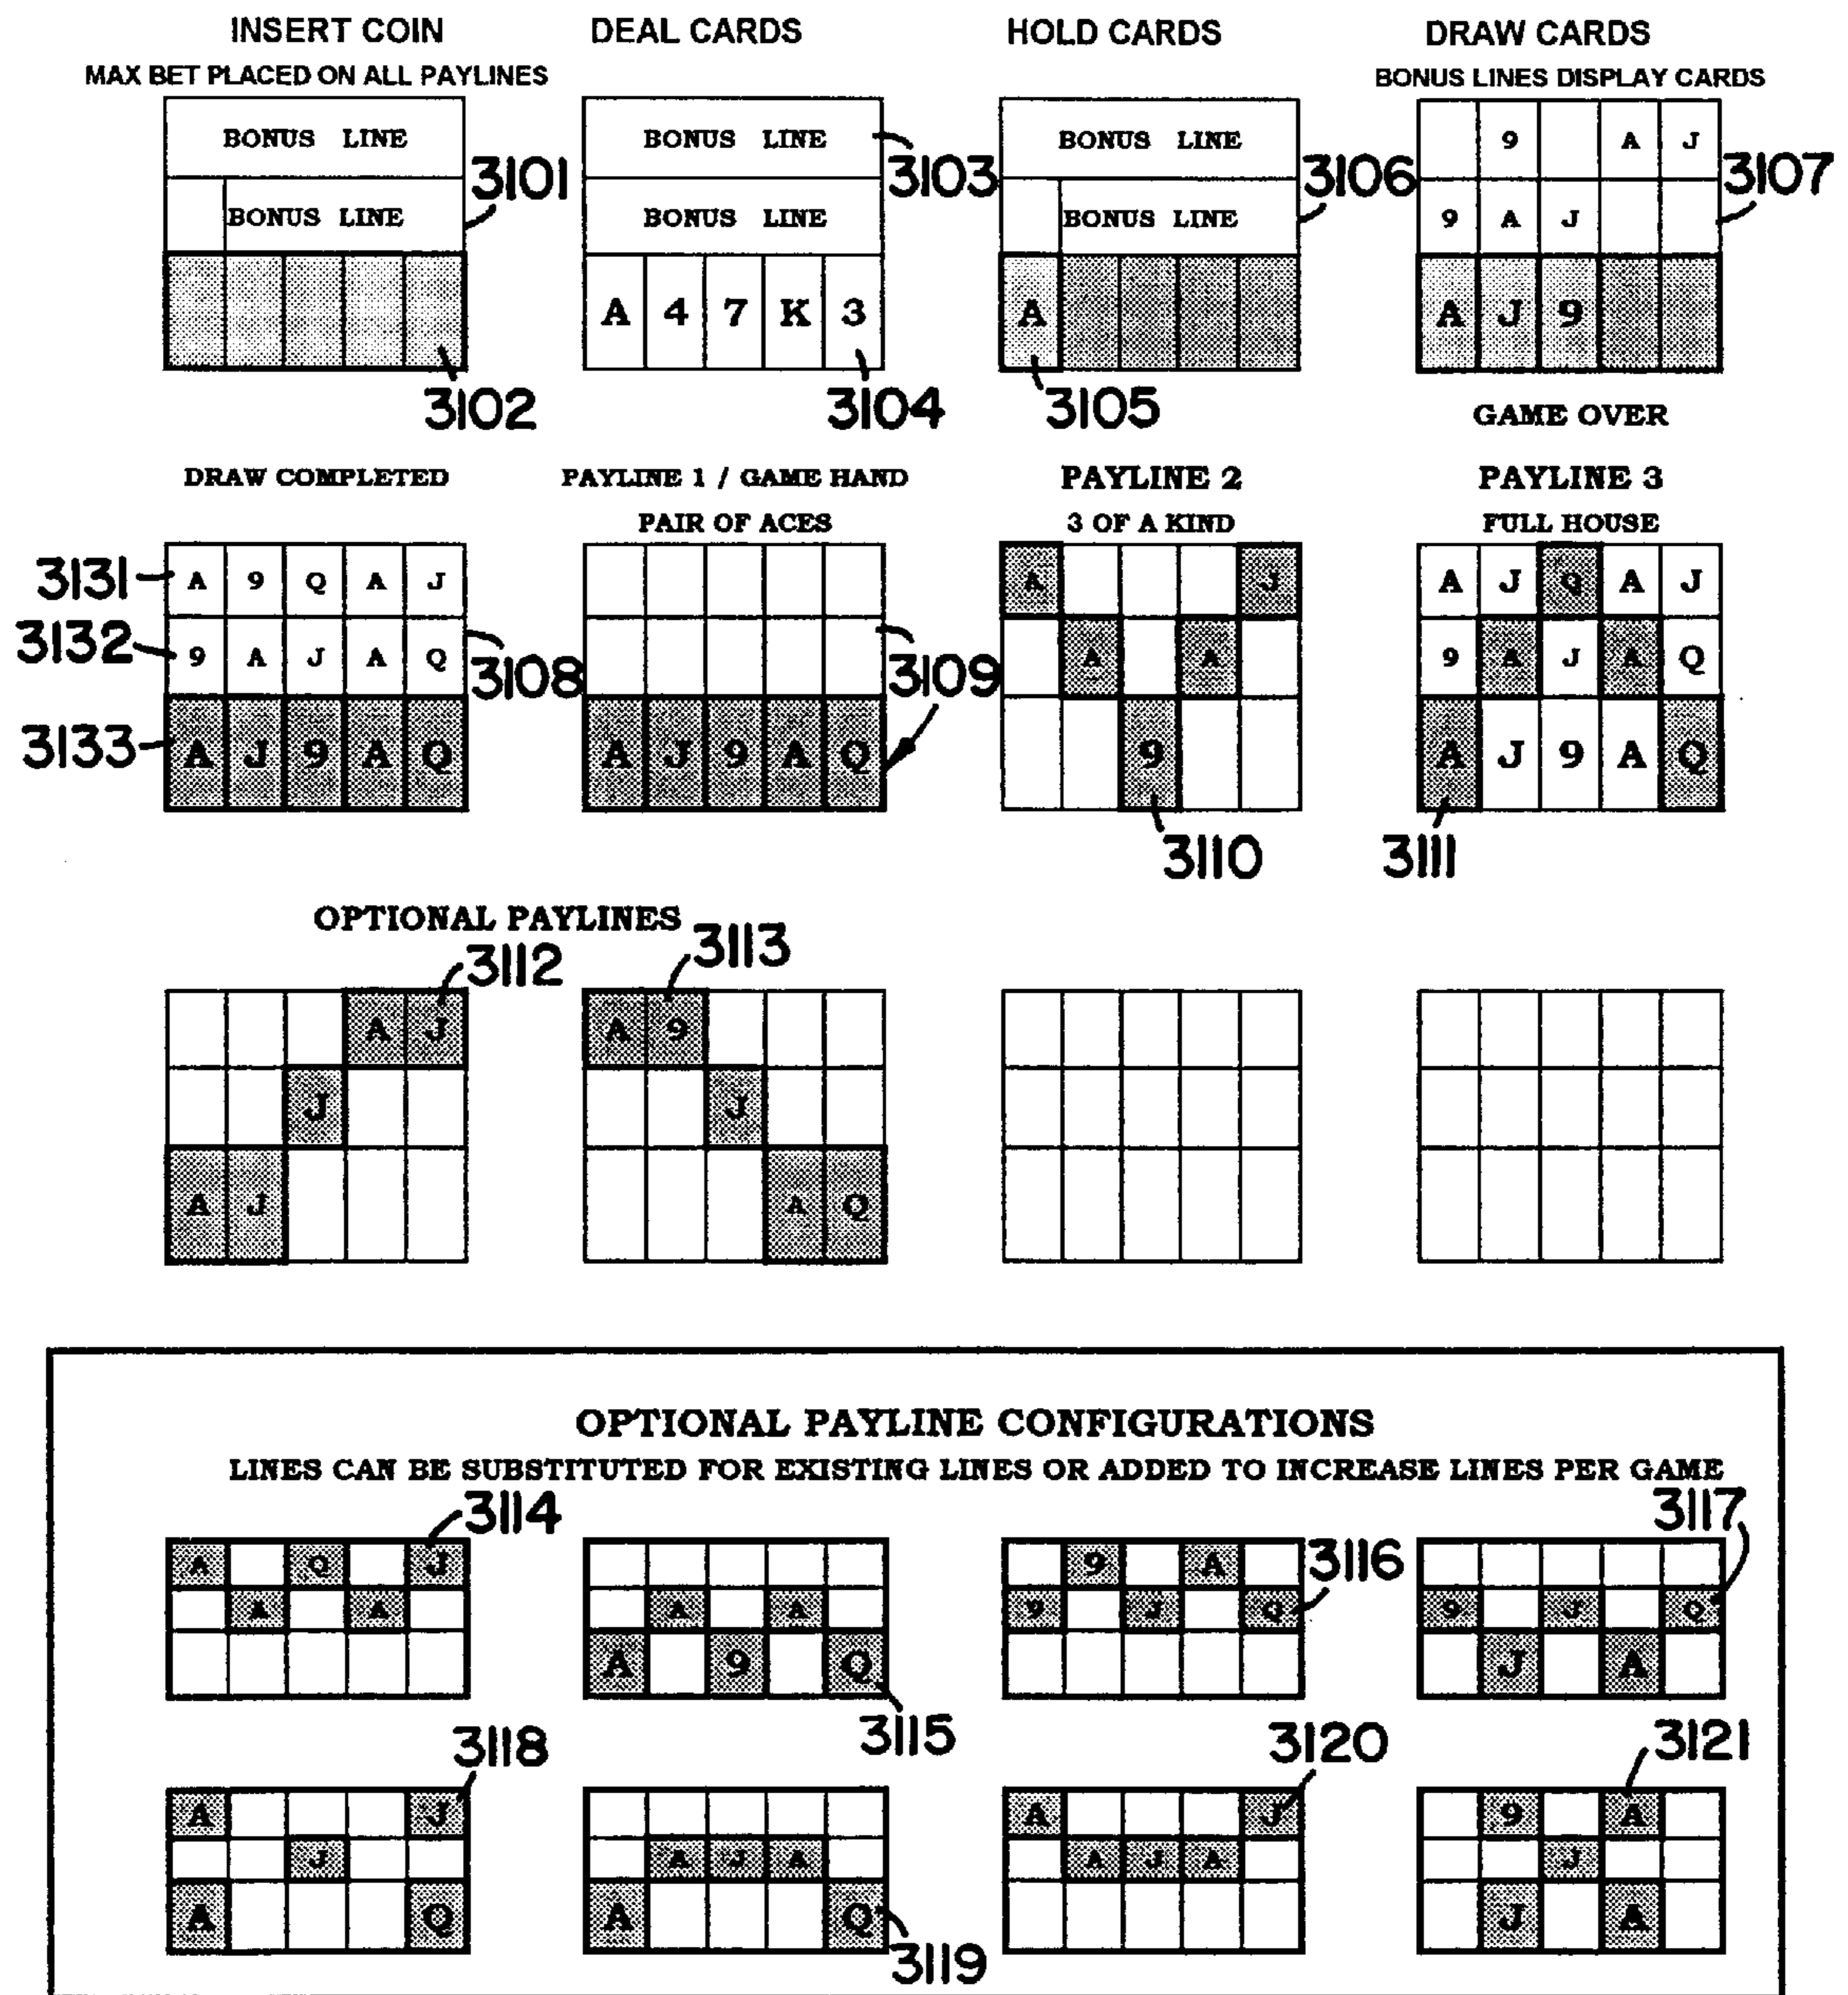 INSERT COIN DEAL CARDS HOLD CARDS DRAW CARDS
MAX BET PLACED ON ALL PAYLINES BONUS LINES DISPLAY CARDS
BONUS LINE BONUS LINE BONUS LINE 9 A J
3101 3103 3106 3107
BONUS LINE BONUS LINE BONUS LINE 9 A J
A 4 7 K 3 A A J 9
3102 3104 3105
GAME OVER
DRAW COMPLETED PAYLINE 1 / GAME HAND PAYLINE 2 PAYLINE 3
PAIR OF ACES 3 OF A KIND FULL HOUSE
3131 A 9 Q A J A J A J Q A J
3132 9 A J A Q 3108 3109 A A 9 A J A Q
3133 A J 9 A Q A J 9 A Q 9 A J 9 A Q
3110 3111
OPTIONAL PAYLINES
3112 3113
A J A 9
J J
A J A Q
OPTIONAL PAYLINE CONFIGURATIONS
LINES CAN BE SUBSTITUTED FOR EXISTING LINES OR ADDED TO INCREASE LINES PER GAME
3114 3117
A Q J 9 A 3116
A A A A 9 J Q 9 J Q
A 9 Q J A
3118 3115 3120 3121
A J A J 9 A
J A J A A J A J
A Q A Q J A
3119